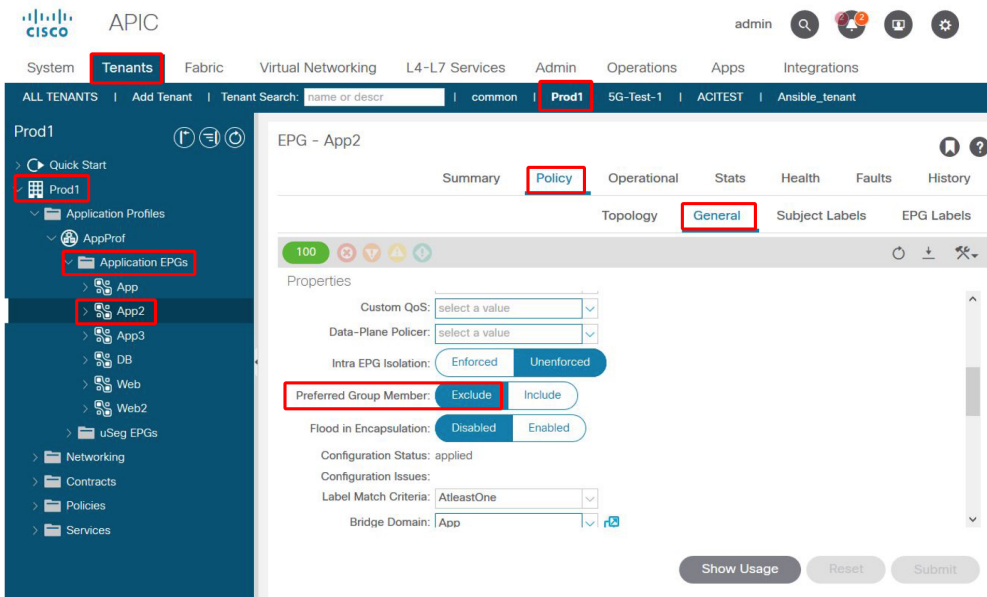 CISCO APIC admin 2 2
System Tenants Fabric Virtual Networking L4-L7 Services Admin Operations Apps Integrations
ALL TENANTS | Add Tenant | Tenant Search: name or descr | common | Prod1 5G-Test-1 | ACITEST | Ansible_tenant
Prod1
Quick Start
Prod1
Application Profiles
AppProf
Application EPGs
App
App2
App3
DB
Web
Web2
uSeg EPGs
Networking
Contracts
Policies
Services
EPG - App2
Summary Policy Operational Stats Health Faults History
Topology General Subject Labels EPG Labels
100
Properties
Custom QoS: select a value
Data-Plane Policer: select a value
Intra EPG Isolation: Enforced Unenforced
Preferred Group Member: Exclude Include
Flood in Encapsulation: Disabled Enabled
Configuration Status: applied
Configuration Issues:
Label Match Criteria: AtleastOne
Bridge Domain: App
Show Usage Reset Submit